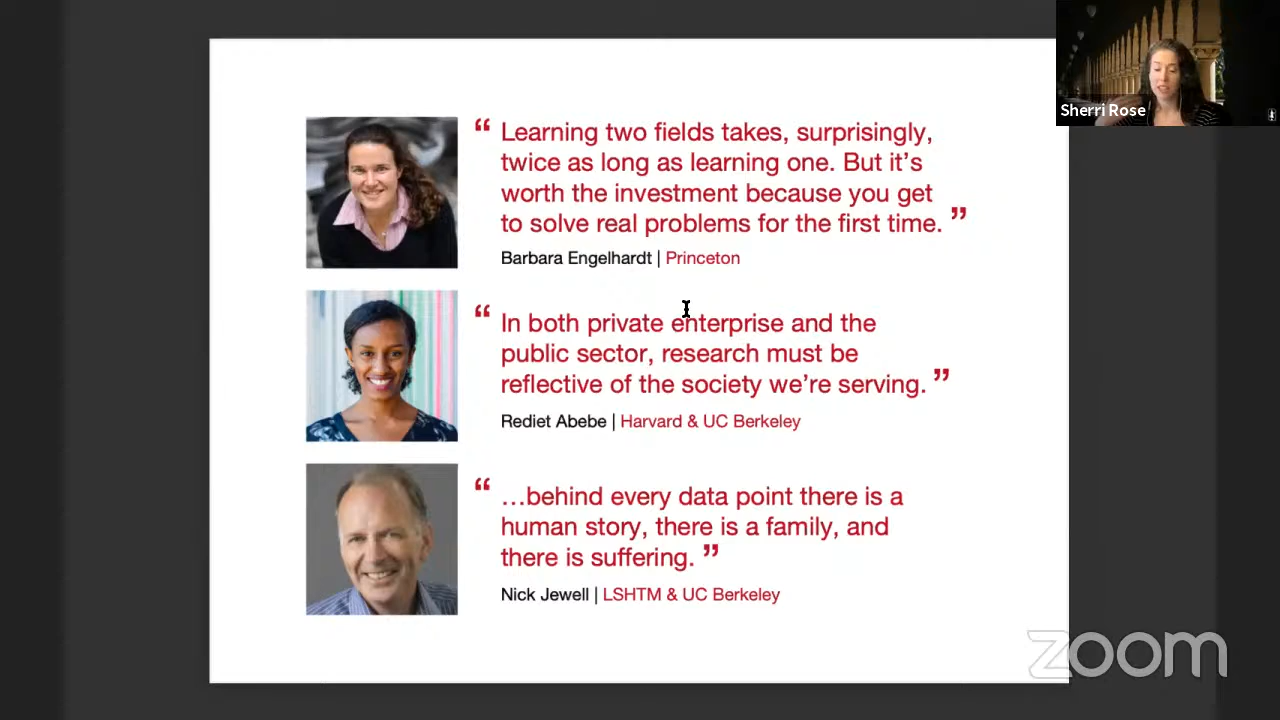 Sherri Rose
“ Learning two fields takes, surprisingly,
twice as long as learning one. But it’s
worth the investment because you get
to solve real problems for the first time. ”
Barbara Engelhardt | Princeton
“ In both private enterprise and the
public sector, research must be
reflective of the society we’re serving. ”
Rediet Abebe | Harvard & UC Berkeley
“ …behind every data point there is a
human story, there is a family, and
there is suffering. ”
Nick Jewell | LSHTM & UC Berkeley
zoom